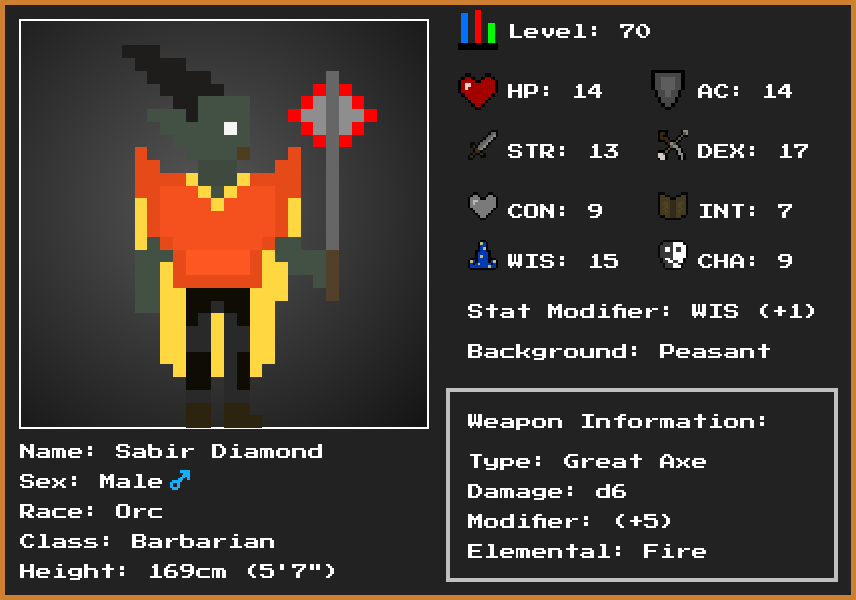 Level: 70
HP: 14
AC: 14
STR: 13
DEX: 17
CON: 9
INT: 7
WIS: 15
CHA: 9
Stat Modifier: WIS (+1)
Background: Peasant
Weapon Information:
Type: Great Axe
Damage: d6
Modifier: (+5)
Elemental: Fire
Name: Sabir Diamond
Sex: Male♂
Race: Orc
Class: Barbarian
Height: 169cm (5'7")